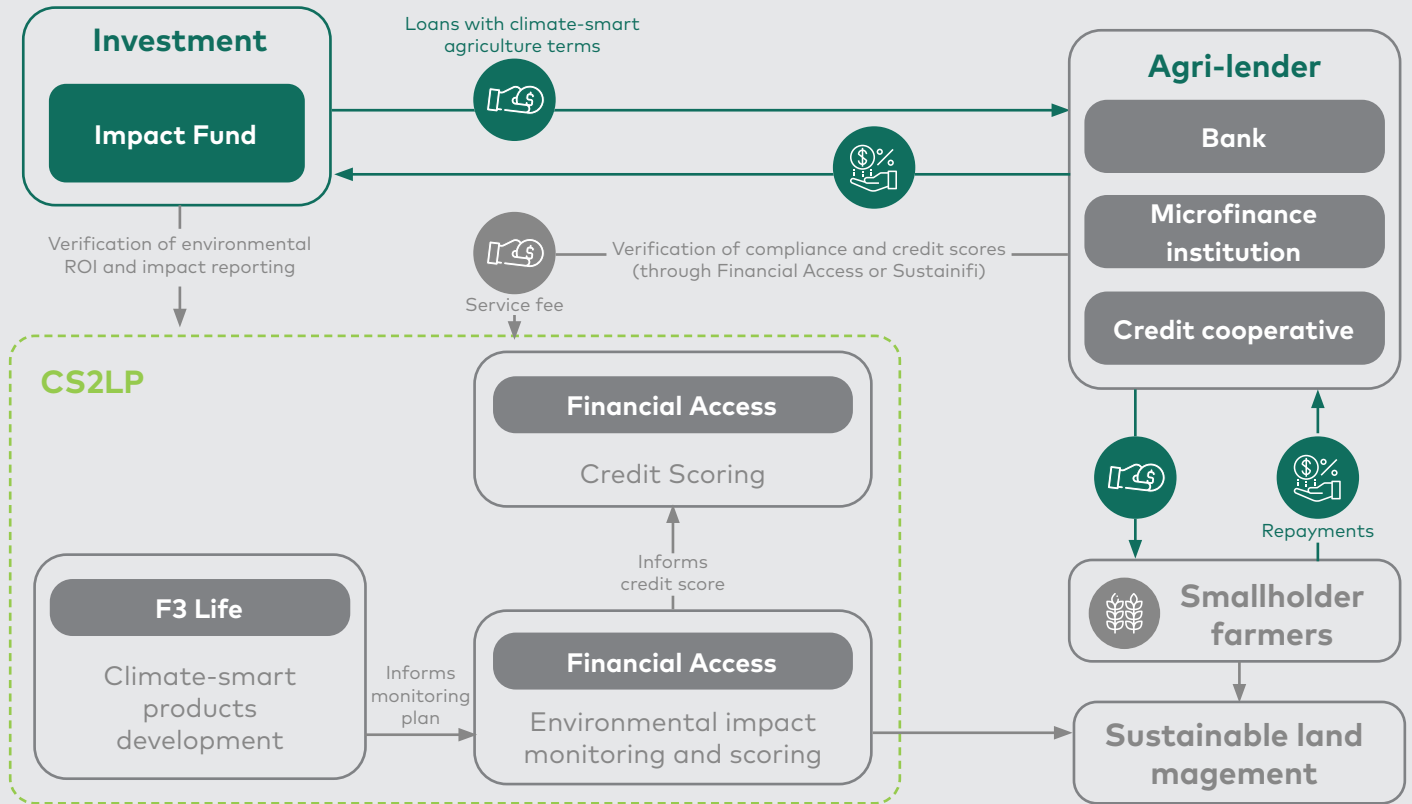 Investment
Impact Fund
Loans with climate-smart
agriculture terms
Agri-lender
Bank
Microfinance
institution
Credit cooperative
Verification of environmental
ROI and impact reporting
Verification of compliance and credit scores
(through Financial Access or Sustainifi)
Service fee
CS2LP
Financial Access
Credit Scoring
Informs
credit score
F3 Life
Climate-smart
products
development
Informs
monitoring
plan
Financial Access
Environmental impact
monitoring and scoring
Repayments
Smallholder
farmers
Sustainable land
magement